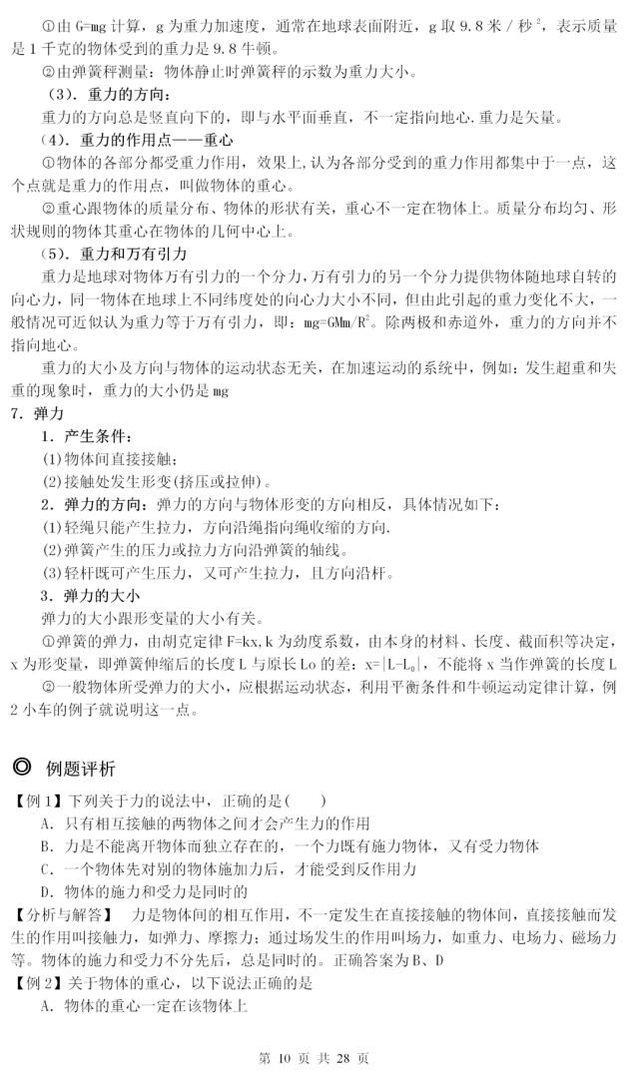 ①由 G=mg 计算，g 为重力加速度，通常在地球表面附近，g 取 9.8 米／秒²，表示质量
是 1 千克的物体受到的重力是 9.8 牛顿。
②由弹簧秤测量：物体静止时弹簧秤的示数为重力大小。
（3）．重力的方向：
重力的方向总是竖直向下的，即与水平面垂直，不一定指向地心.重力是矢量。
（4）．重力的作用点——重心
①物体的各部分都受重力作用，效果上,认为各部分受到的重力作用都集中于一点，这
个点就是重力的作用点，叫做物体的重心。
②重心跟物体的质量分布、物体的形状有关，重心不一定在物体上。质量分布均匀、形
状规则的物体其重心在物体的几何中心上。
（5）．重力和万有引力
重力是地球对物体万有引力的一个分力,万有引力的另一个分力提供物体随地球自转的
向心力，同一物体在地球上不同纬度处的向心力大小不同，但由此引起的重力变化不大，一
般情况可近似认为重力等于万有引力，即：mg=GMm/R²。除两极和赤道外，重力的方向并不
指向地心。
重力的大小及方向与物体的运动状态无关，在加速运动的系统中，例如：发生超重和失
重的现象时，重力的大小仍是 mg
7．弹力
1．产生条件：
(1)物体间直接接触；
(2)接触处发生形变(挤压或拉伸)。
2．弹力的方向：弹力的方向与物体形变的方向相反，具体情况如下：
(1)轻绳只能产生拉力，方向沿绳指向绳收缩的方向.
(2)弹簧产生的压力或拉力方向沿弹簧的轴线。
(3)轻杆既可产生压力，又可产生拉力，且方向沿杆。
3．弹力的大小
弹力的大小跟形变量的大小有关。
①弹簧的弹力，由胡克定律 F=kx,k 为劲度系数，由本身的材料、长度、截面积等决定，
x 为形变量，即弹簧伸缩后的长度 L 与原长 Lo 的差：x=|L-L₀|，不能将 x 当作弹簧的长度 L
②一般物体所受弹力的大小，应根据运动状态，利用平衡条件和牛顿运动定律计算，例
2 小车的例子就说明这一点。
◎ 例题评析
【例 1】下列关于力的说法中，正确的是(　　)
A．只有相互接触的两物体之间才会产生力的作用
B．力是不能离开物体而独立存在的，一个力既有施力物体，又有受力物体
C．一个物体先对别的物体施加力后，才能受到反作用力
D．物体的施力和受力是同时的
【分析与解答】 力是物体间的相互作用，不一定发生在直接接触的物体间，直接接触而发
生的作用叫接触力，如弹力、摩擦力；通过场发生的作用叫场力，如重力、电场力、磁场力
等。物体的施力和受力不分先后，总是同时的。正确答案为 B、D
【例 2】关于物体的重心，以下说法正确的是
A．物体的重心一定在该物体上
第 10 页 共 28 页